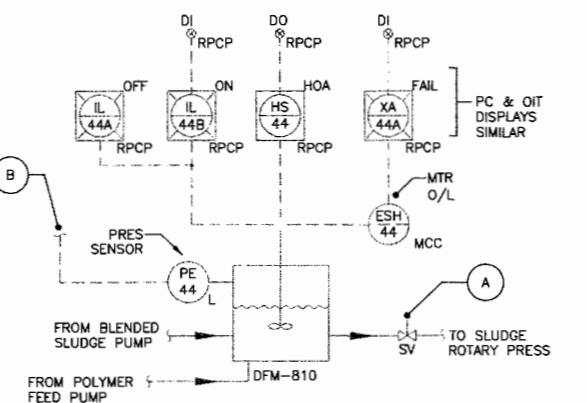 DI
DO
DI
RPCP
RPCP
RPCP
OFF
ON
HOA
FAIL
IL
44A
IL
44B
HS
44
XA
44A
PC & OIT
DISPLAYS
SIMILAR
RPCP
RPCP
RPCP
RPCP
B
MTR
O/L
ESH
44
MCC
PRES
SENSOR
PE
44
L
A
FROM BLENDED
SLUDGE PUMP
SV
TO SLUDGE
ROTARY PRESS
DFM-810
FROM POLYMER
FEED PUMP